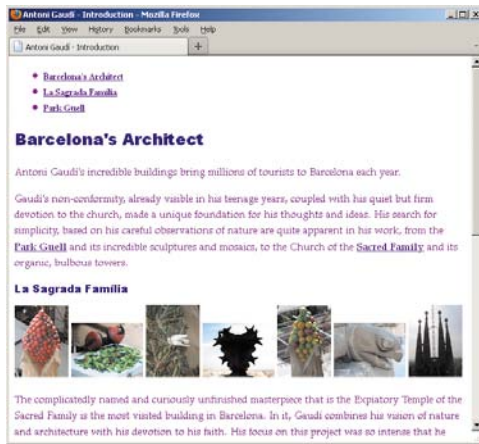 Antoni Gaudí - Introduction - Mozilla Firefox
File Edit View History Bookmarks Tools Help
Antoni Gaudí - Introduction
Barcelona's Architect
La Sagrada Família
Park Guell
Barcelona's Architect
Antoni Gaudí's incredible buildings bring millions of tourists to Barcelona each year.
Gaudí's non-conformity, already visible in his teenage years, coupled with his quiet but firm
devotion to the church, made a unique foundation for his thoughts and ideas. His search for
simplicity, based on his careful observations of nature are quite apparent in his work, from the
Park Guell and its incredible sculptures and mosaics, to the Church of the Sacred Family and its
organic, bulbous towers.
La Sagrada Família
The complicatedly named and curiously unfinished masterpiece that is the Expiatory Temple of the
Sacred Family is the most visited building in Barcelona. In it, Gaudí combines his vision of nature
and architecture with his devotion to his faith. His focus on this project was so intense that he